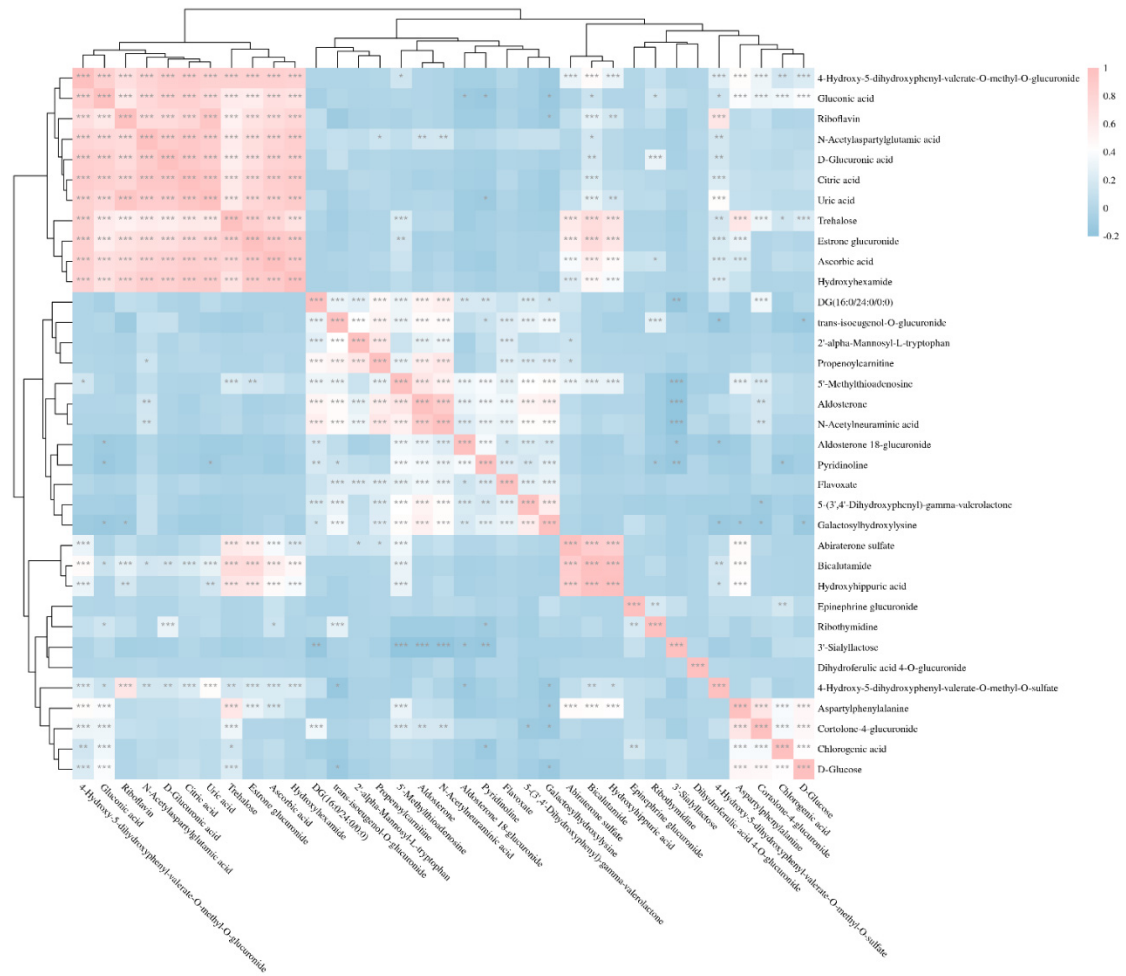 4-Hydroxy-5-dihydroxyphenyl-valerate-O-methyl-O-glucuronide
Gluconic acid
Riboflavin
N-Acetylaspartylglutamic acid
D-Glucuronic acid
Citric acid
Uric acid
Trehalose
Estrone glucuronide
Ascorbic acid
Hydroxyhexamide
DG(16:0/24:0/0:0)
trans-isoeugenol-O-glucuronide
2'-alpha-Mannosyl-L-tryptophan
Propenoylcarnitine
5'-Methylthioadenosine
Aldosterone
N-Acetylneuraminic acid
Aldosterone 18-glucuronide
Pyridinoline
Flavoxate
5-(3',4'-Dihydroxyphenyl)-gamma-valerolactone
Galactosylhydroxylysine
Abiraterone sulfate
Bicalutamide
Hydroxyhippuric acid
Epinephrine glucuronide
Ribothymidine
3'-Sialyllactose
Dihydroferulic acid 4-O-glucuronide
4-Hydroxy-5-dihydroxyphenyl-valerate-O-methyl-O-sulfate
Aspartylphenylalanine
Cortolone-4-glucuronide
Chlorogenic acid
D-Glucose
1
0.8
0.6
0.4
0.2
0
-0.2
4-Hydroxy-5-dihydroxyphenyl-valerate-O-methyl-O-glucuronide
Gluconic acid
Riboflavin
N-Acetylaspartylglutamic acid
D-Glucuronic acid
Citric acid
Uric acid
Trehalose
Estrone glucuronide
Ascorbic acid
Hydroxyhexamide
DG(16:0/24:0/0:0)
trans-isoeugenol-O-glucuronide
2'-alpha-Mannosyl-L-tryptophan
Propenoylcarnitine
5'-Methylthioadenosine
Aldosterone
N-Acetylneuraminic acid
Aldosterone 18-glucuronide
Pyridinoline
Flavoxate
5-(3',4'-Dihydroxyphenyl)-gamma-valerolactone
Galactosylhydroxylysine
Abiraterone sulfate
Bicalutamide
Hydroxyhippuric acid
Epinephrine glucuronide
Ribothymidine
3'-Sialyllactose
Dihydroferulic acid 4-O-glucuronide
4-Hydroxy-5-dihydroxyphenyl-valerate-O-methyl-O-sulfate
Aspartylphenylalanine
Cortolone-4-glucuronide
Chlorogenic acid
D-Glucose